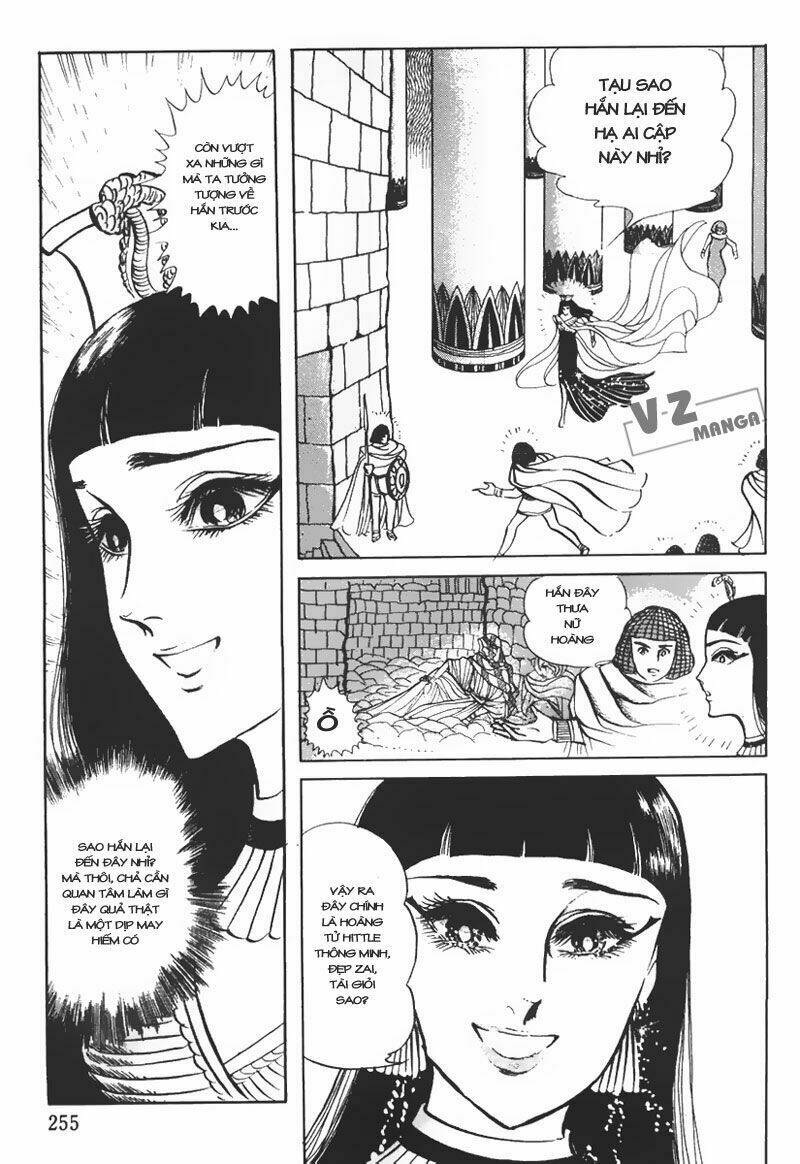 TẠU SAO
HẮN LẠI ĐẾN
HẠ AI CẬP
NÀY NHỈ?
V-Z
MANGA
HẮN ĐÂY
THƯA
NỮ
HOÀNG
Ồ
VẬY RA
ĐÂY CHÍNH
LÀ HOÀNG
TỬ HITTLE
THÔNG MINH,
ĐẸP ZAI,
TÀI GIỎI
SAO?
CÒN VƯỢT
XA NHỮNG GÌ
MÀ TA TƯỞNG
TƯỢNG VỀ
HẮN TRƯỚC
KIA...
SAO HẮN LẠI
ĐẾN ĐÂY NHỈ?
MÀ THÔI, CHẢ CẦN
QUAN TÂM LÀM GÌ
ĐÂY QUẢ THẬT
LÀ MỘT DỊP MAY
HIẾM CÓ
255